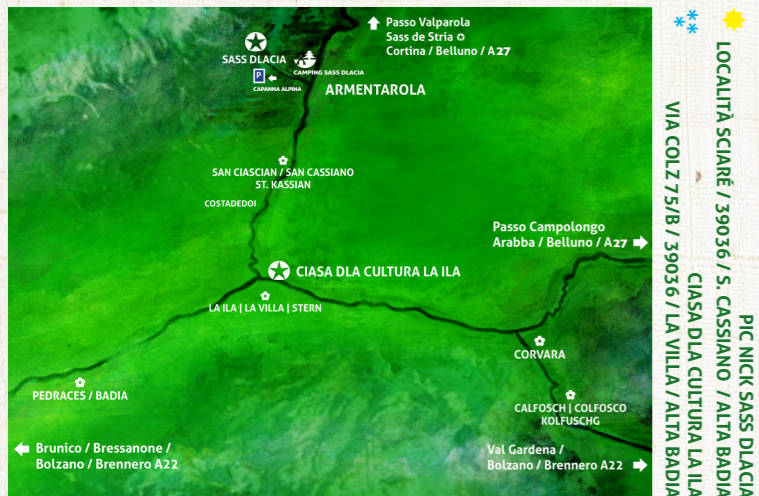 Passo Valparola
Sass de Stria
Cortina / Belluno / A27
SASS DLACIA
P
CAMPING SASS DLACIA
CAPANNA ALPINA
ARMENTAROLA
SAN CIASCIAN / SAN CASSIANO
ST. KASSIAN
COSTADEDOI
Passo Campolongo
Arabba / Belluno / A27
CIASA DLA CULTURA LA ILA
LA ILA | LA VILLA | STERN
CORVARA
PEDRACES / BADIA
CALFOSCH | COLFOSCO
KOLFUSCHG
Brunico / Bressanone /
Bolzano / Brennero A22
Val Gardena /
Bolzano / Brennero A22
PIC NICK SASS DLACIA
LOCALITÀ SCIARÉ / 39036 / S. CASSIANO / ALTA BADIA
CIASA DLA CULTURA LA ILA
VIA COLZ 75/B / 39036 / LA VILLA / ALTA BADIA